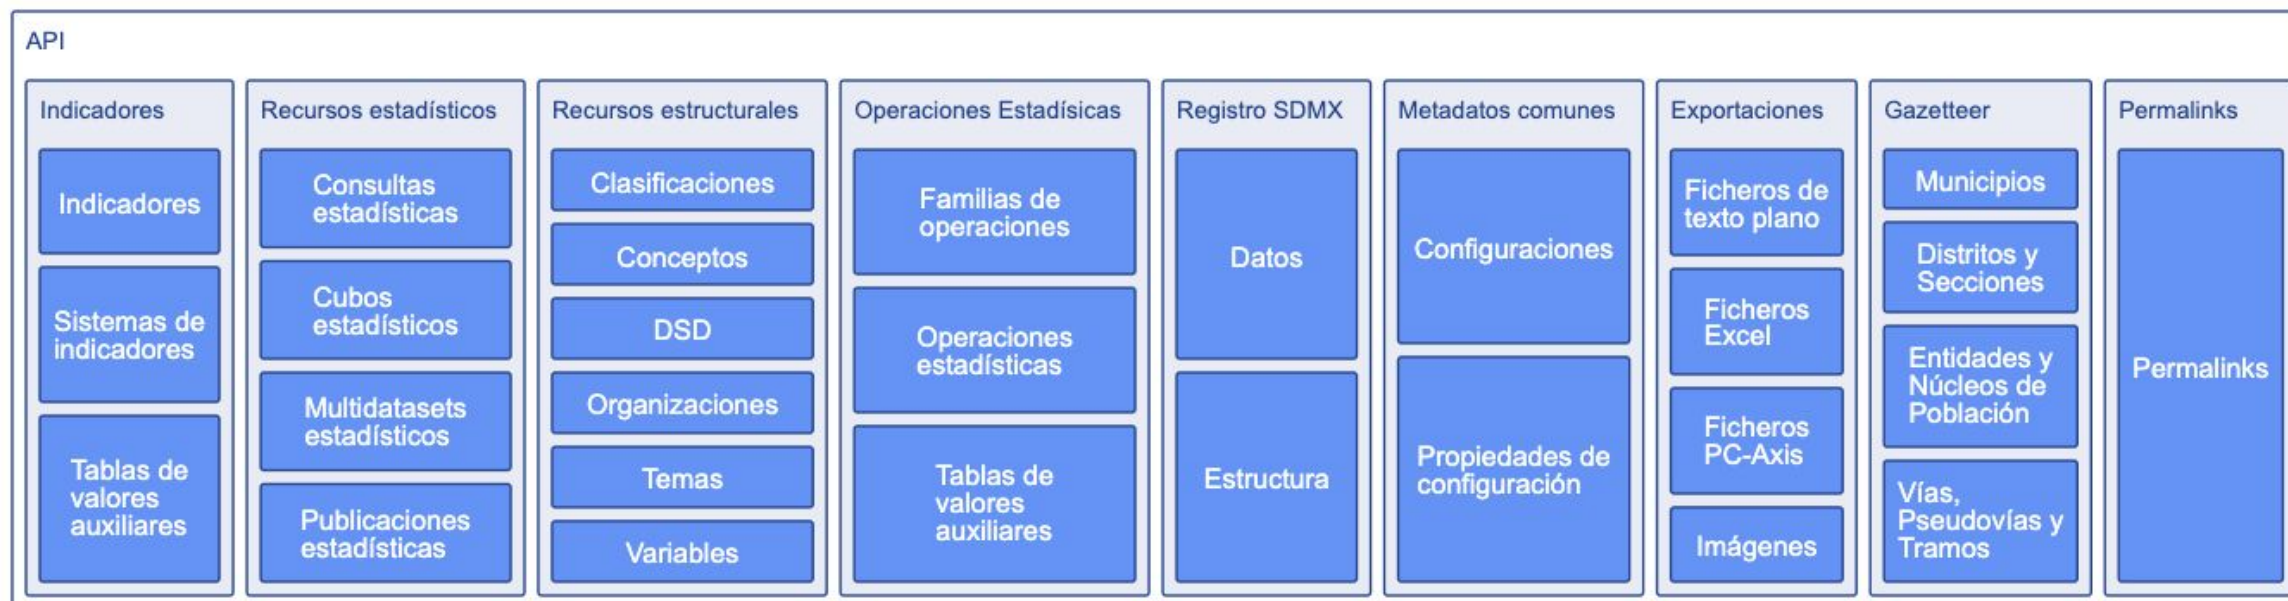 API
Indicadores
Indicadores
Sistemas de
indicadores
Tablas de
valores
auxiliares
Recursos estadísticos
Consultas
estadísticas
Cubos
estadísticos
Multidatasets
estadísticos
Publicaciones
estadísticas
Recursos estructurales
Clasificaciones
Conceptos
DSD
Organizaciones
Temas
Variables
Operaciones Estadísicas
Familias de
operaciones
Operaciones
estadísticas
Tablas de
valores
auxiliares
Registro SDMX
Datos
Estructura
Metadatos comunes
Configuraciones
Propiedades de
configuración
Exportaciones
Ficheros de
texto plano
Ficheros
Excel
Ficheros
PC-Axis
Imágenes
Gazetteer
Municipios
Distritos y
Secciones
Entidades y
Núcleos de
Población
Vías,
Pseudovías y
Tramos
Permalinks
Permalinks